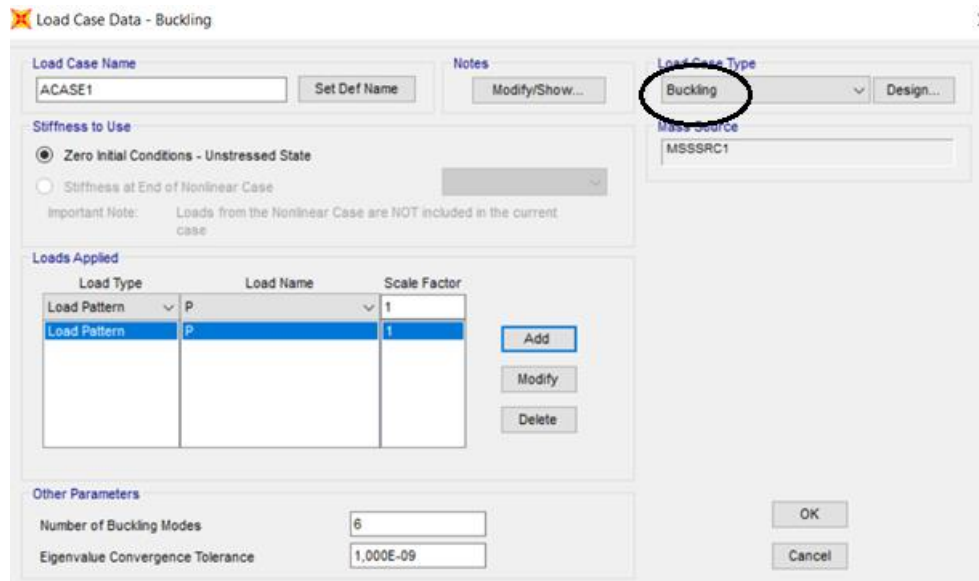 Load Case Data - Buckling
Load Case Name
Notes
Load Case Type
ACASE1
Set Def Name
Modify/Show...
Buckling
Design...
Stiffness to Use
Mass Source
Zero Initial Conditions - Unstressed State
MSSSRC1
Stiffness at End of Nonlinear Case
Important Note: Loads from the Nonlinear Case are NOT included in the current
case
Loads Applied
Load Type Load Name Scale Factor
Load Pattern P 1
Load Pattern P 1
Add
Modify
Delete
Other Parameters
Number of Buckling Modes 6
Eigenvalue Convergence Tolerance 1,000E-09
OK
Cancel